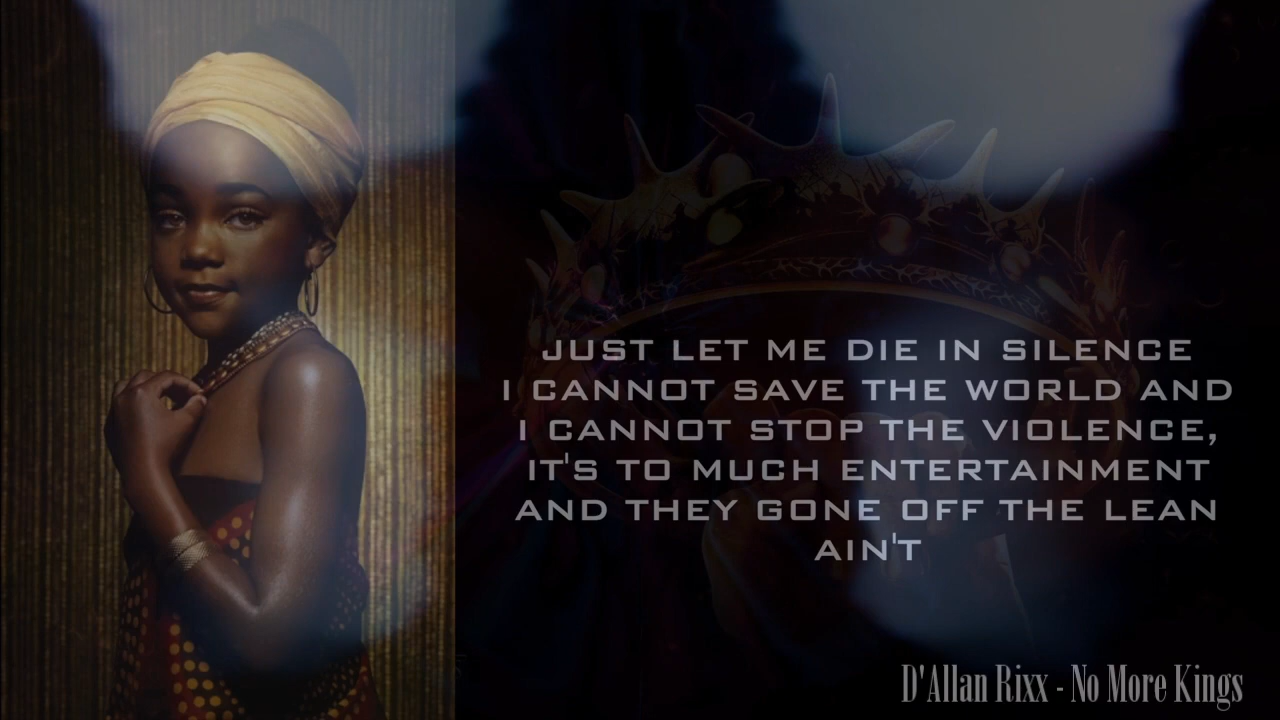 JUST LET ME DIE IN SILENCE
I CANNOT SAVE THE WORLD AND
I CANNOT STOP THE VIOLENCE,
IT'S TO MUCH ENTERTAINMENT
AND THEY GONE OFF THE LEAN
AIN'T
D'Allan Rixx - No More Kings